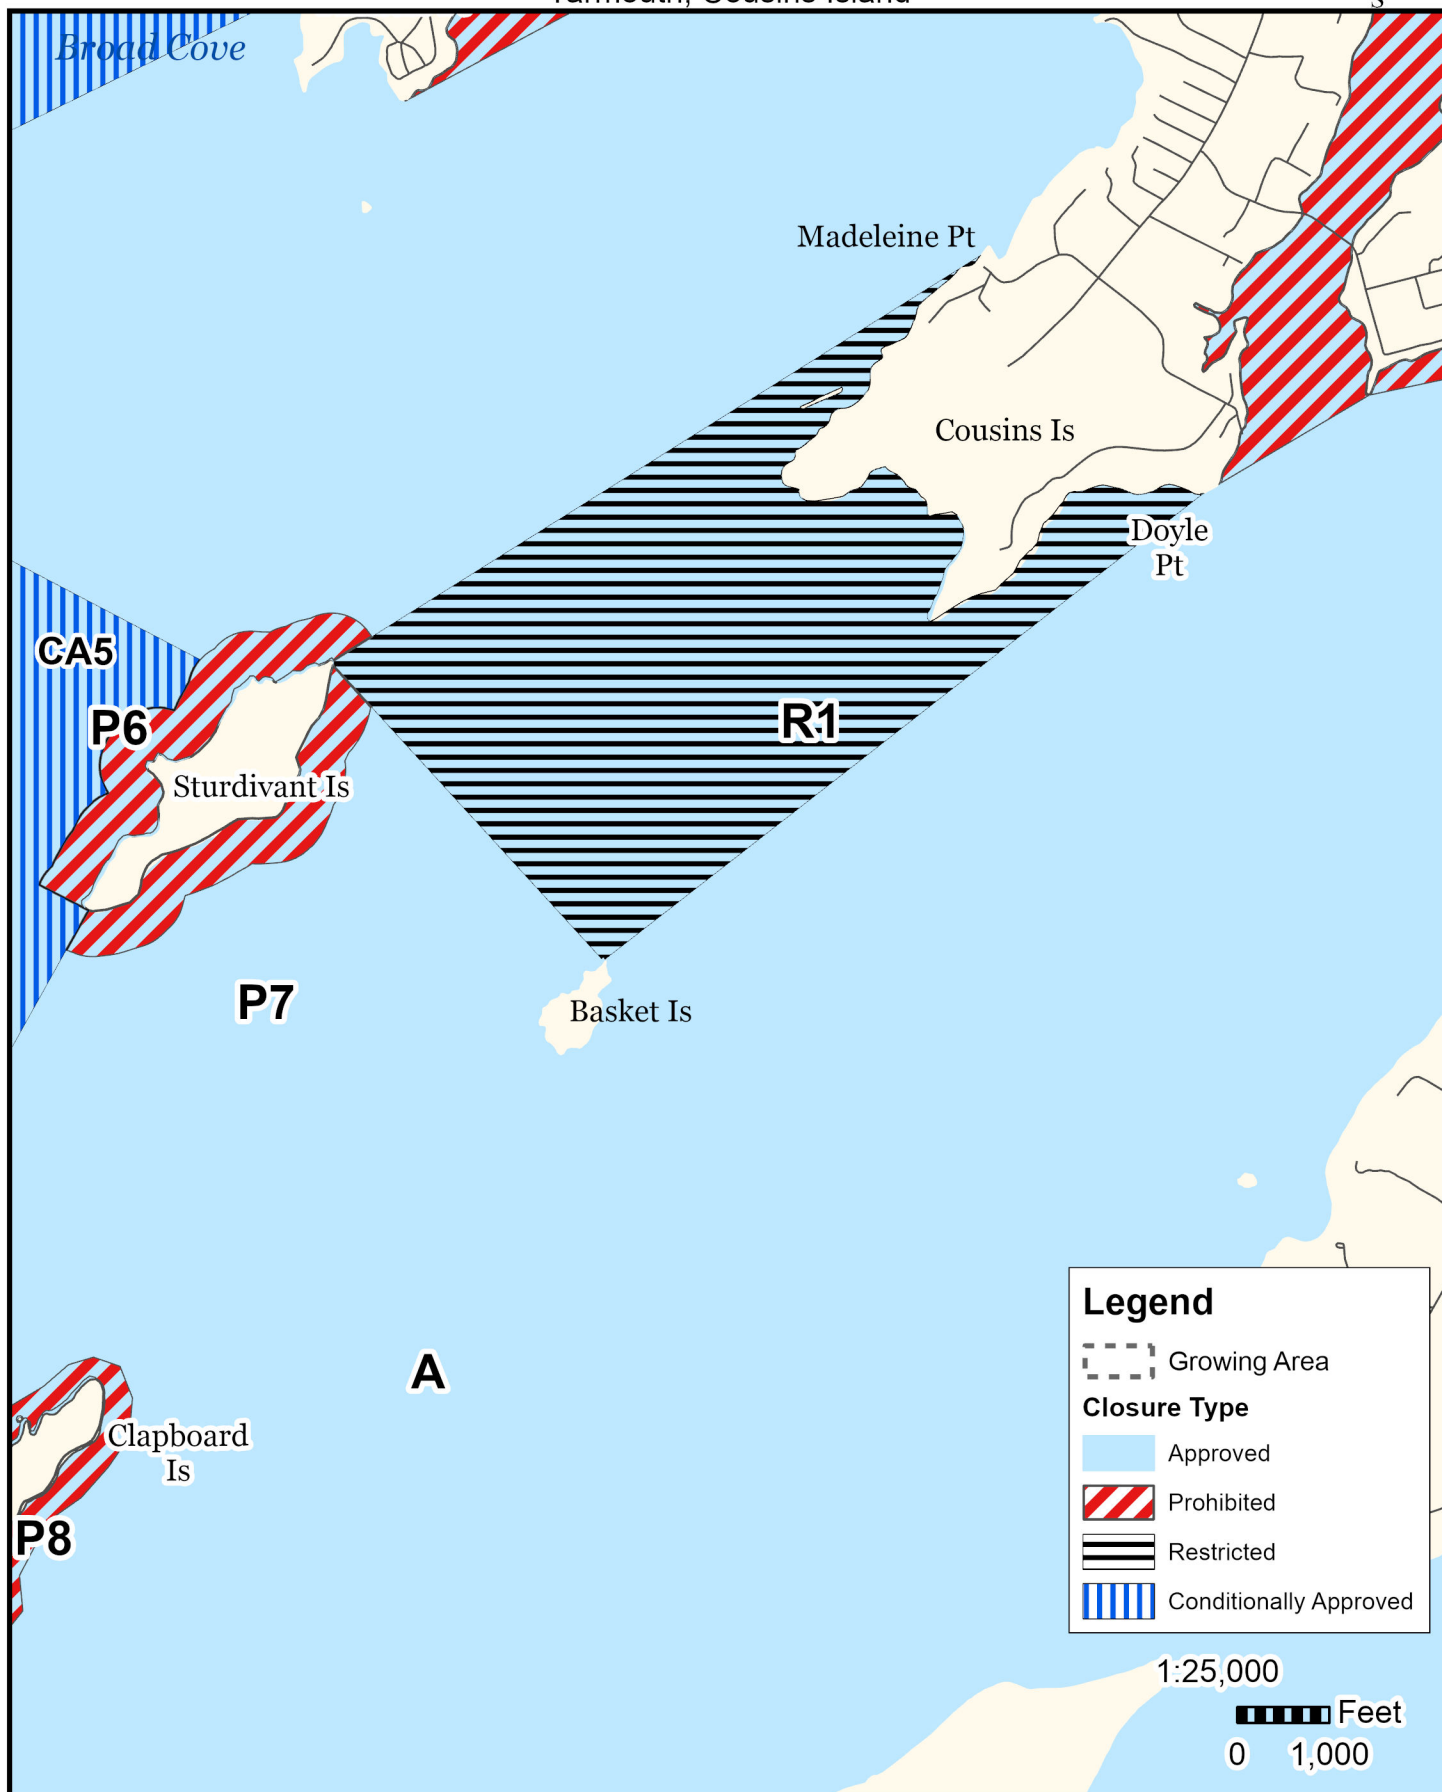 Broad Cove
Madeleine Pt
Cousins Is
Doyle
Pt
CA5
P6
R1
Sturdivant Is
P7
Basket Is
A
Clapboard
Is
P8
Legend
Growing Area
Closure Type
Approved
Prohibited
Restricted
Conditionally Approved
1:25,000
Feet
0 1,000